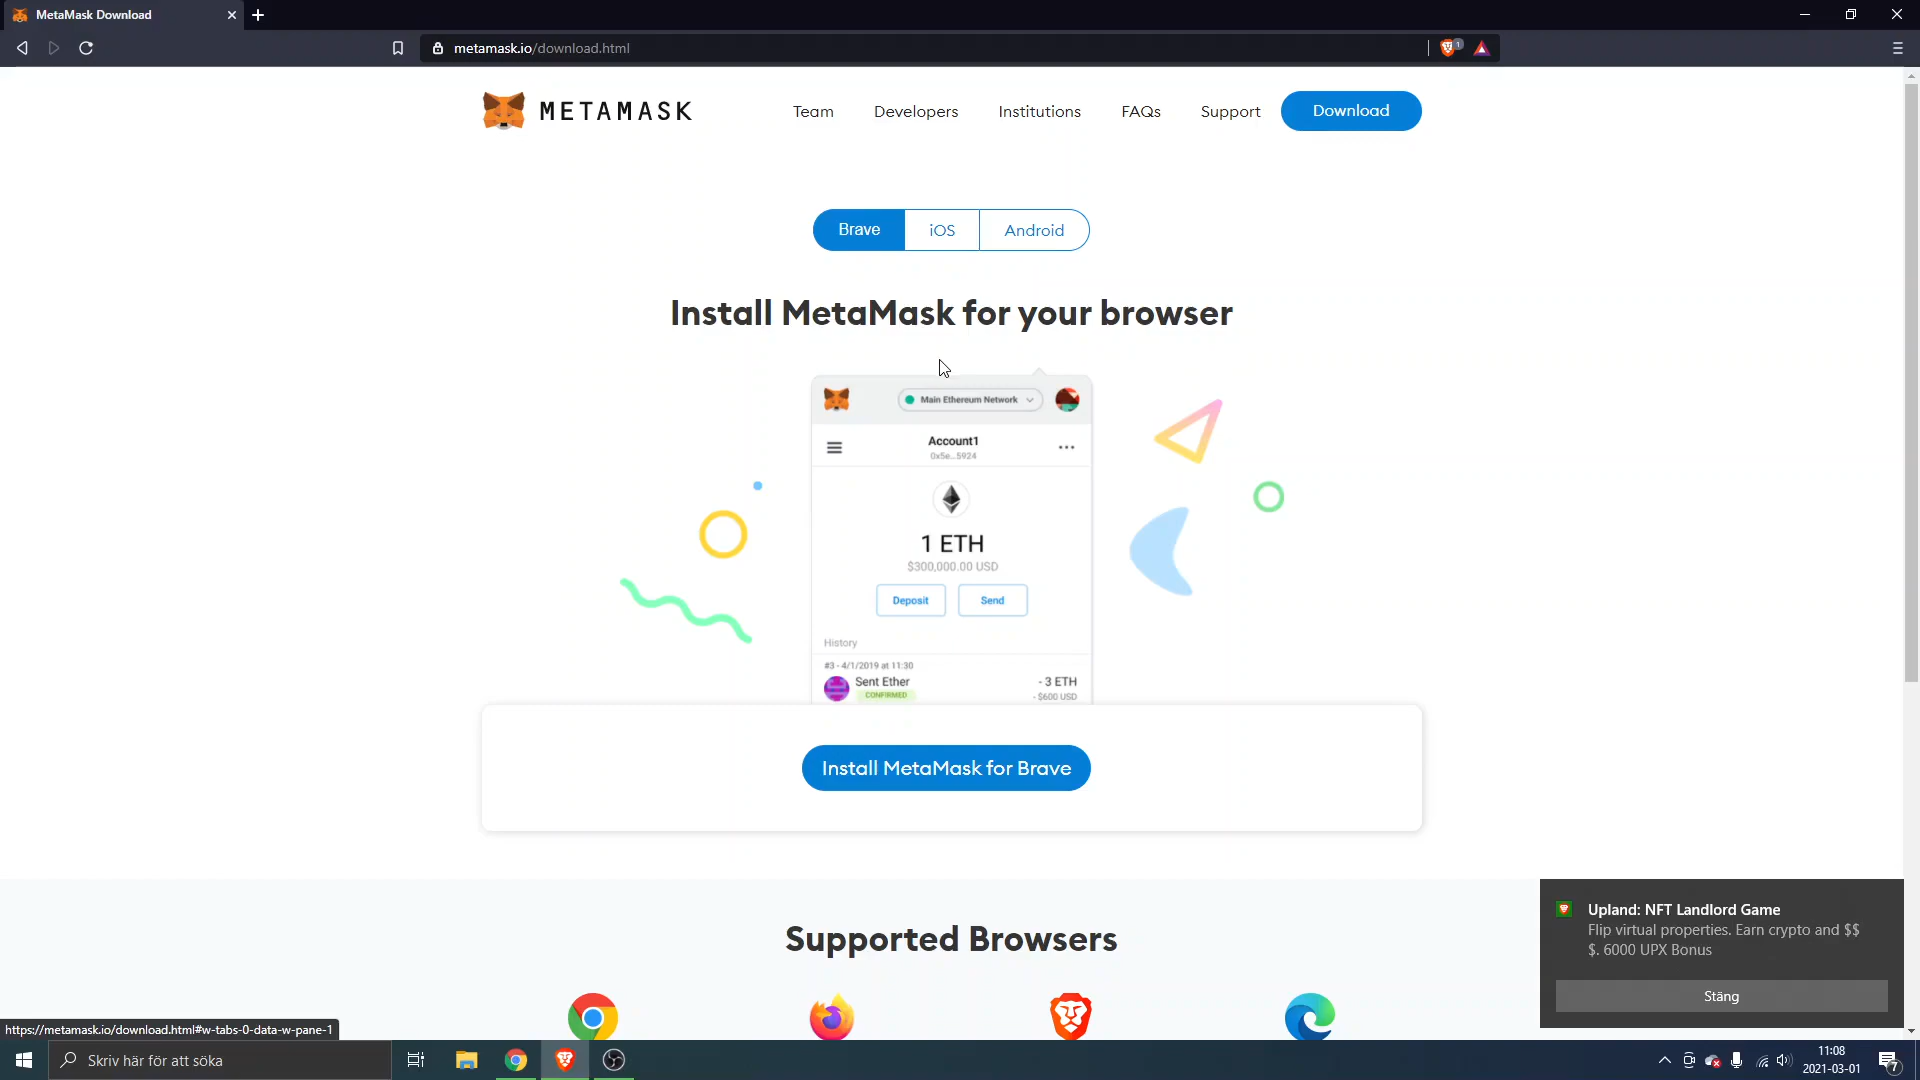 MetaMask Download
metamask.io/download.html
1
METAMASK
Team
Developers
Institutions
FAQs
Support
Download
Brave
iOS
Android
Install MetaMask for your browser
Main Ethereum Network
Account1
0x5e...5924
1 ETH
$300,000.00 USD
Deposit
Send
History
#3 - 4/1/2019 at 11:30
Sent Ether
- 3 ETH
CONFIRMED
- $600 USD
Install MetaMask for Brave
Supported Browsers
Upland: NFT Landlord Game
Flip virtual properties. Earn crypto and $$
$. 6000 UPX Bonus
Stäng
https://metamask.io/download.html#w-tabs-0-data-w-pane-1
Skriv här för att söka
11:08
2021-03-01
7